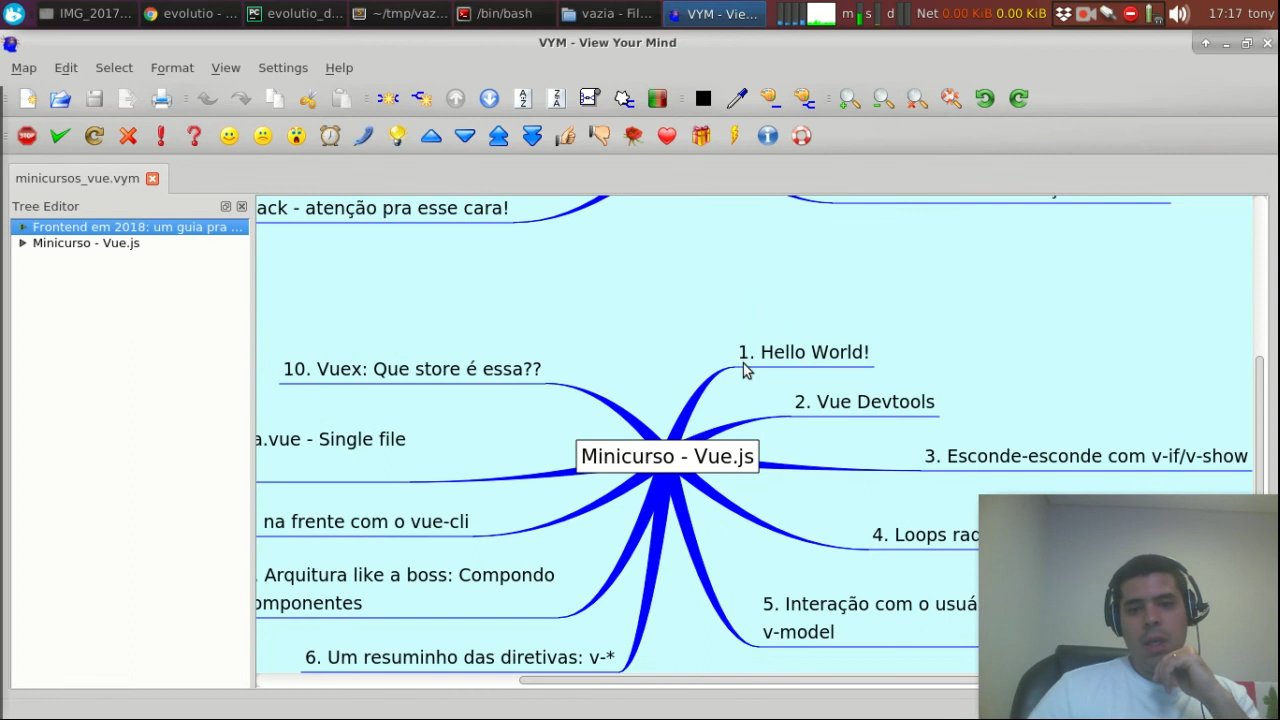 IMG_2017... evolutio - ... evolutio_d... ~/tmp/vaz... /bin/bash vazia - Fil... VYM - Vie... m s d Net 0.00 KiB 0.00 KiB 17:17 tony
VYM - View Your Mind
Map Edit Select Format View Settings Help
minicursos_vue.vym
Tree Editor
Frontend em 2018: um guia pra ...
Minicurso - Vue.js
ack - atenção pra esse cara!
1. Hello World!
10. Vuex: Que store é essa??
2. Vue Devtools
a.vue - Single file
Minicurso - Vue.js
3. Esconde-esconde com v-if/v-show
na frente com o vue-cli
4. Loops rad
. Arquitura like a boss: Compondo
omponentes
5. Interação com o usuá
v-model
6. Um resuminho das diretivas: v-*